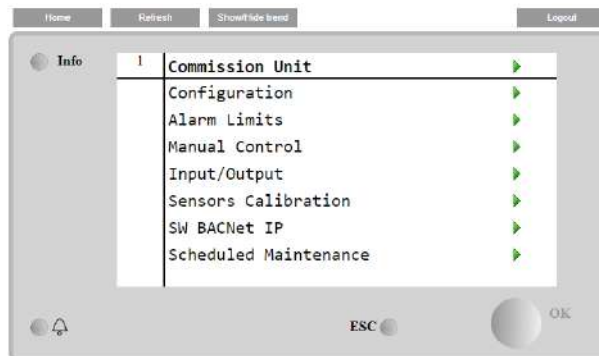 Home Refresh Show/Hide trend Logout
Info 1 Commission Unit
Configuration
Alarm Limits
Manual Control
Input/Output
Sensors Calibration
SW BACNet IP
Scheduled Maintenance
ESC OK